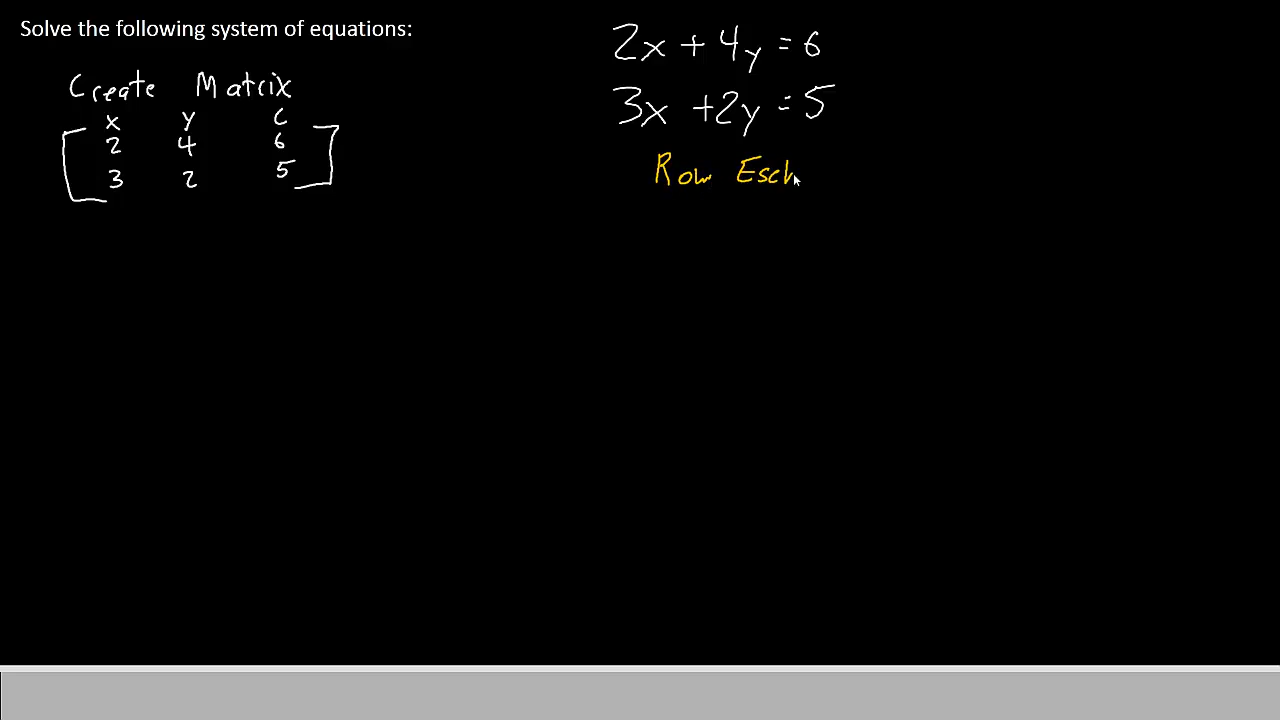 Solve the following system of equations:
2x + 4y = 6
Create Matrix
3x + 2y = 5
x y c
2 4 6
3 2 5
Row Esch